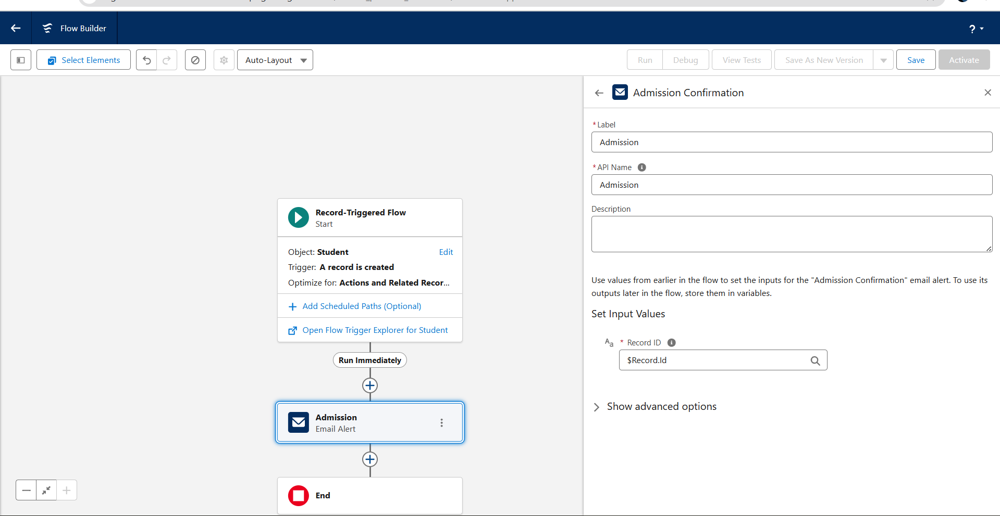 Flow Builder
?
Select Elements
Auto-Layout
Run
Debug
View Tests
Save As New Version
Save
Activate
Record-Triggered Flow
Start
Object: Student
Edit
Trigger: A record is created
Optimize for: Actions and Related Recor...
Add Scheduled Paths (Optional)
Open Flow Trigger Explorer for Student
Run Immediately
Admission
Email Alert
End
Admission Confirmation
* Label
Admission
* API Name
Admission
Description
Use values from earlier in the flow to set the inputs for the "Admission Confirmation" email alert. To use its
outputs later in the flow, store them in variables.
Set Input Values
Aa * Record ID
$Record.Id
Show advanced options